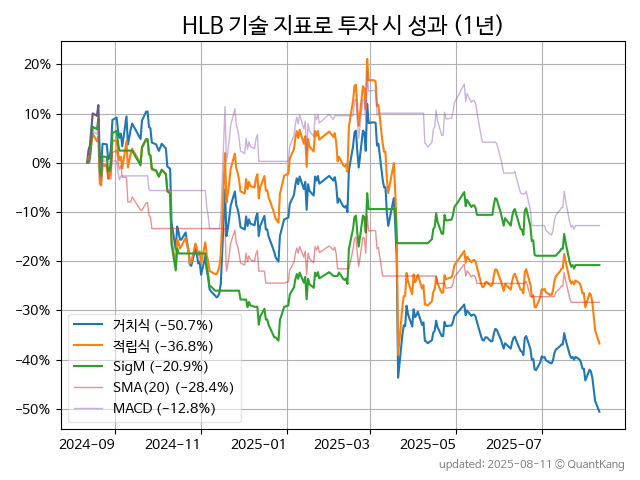 HLB 기술 지표로 투자 시 성과 (1년)
20%
10%
0%
−10%
−20%
−30%
−40%
−50%
거치식 (−50.7%)
적립식 (−36.8%)
SigM (−20.9%)
SMA(20) (−28.4%)
MACD (−12.8%)
2024-09 2024-11 2025-01 2025-03 2025-05 2025-07
updated: 2025-08-11 © QuantKang